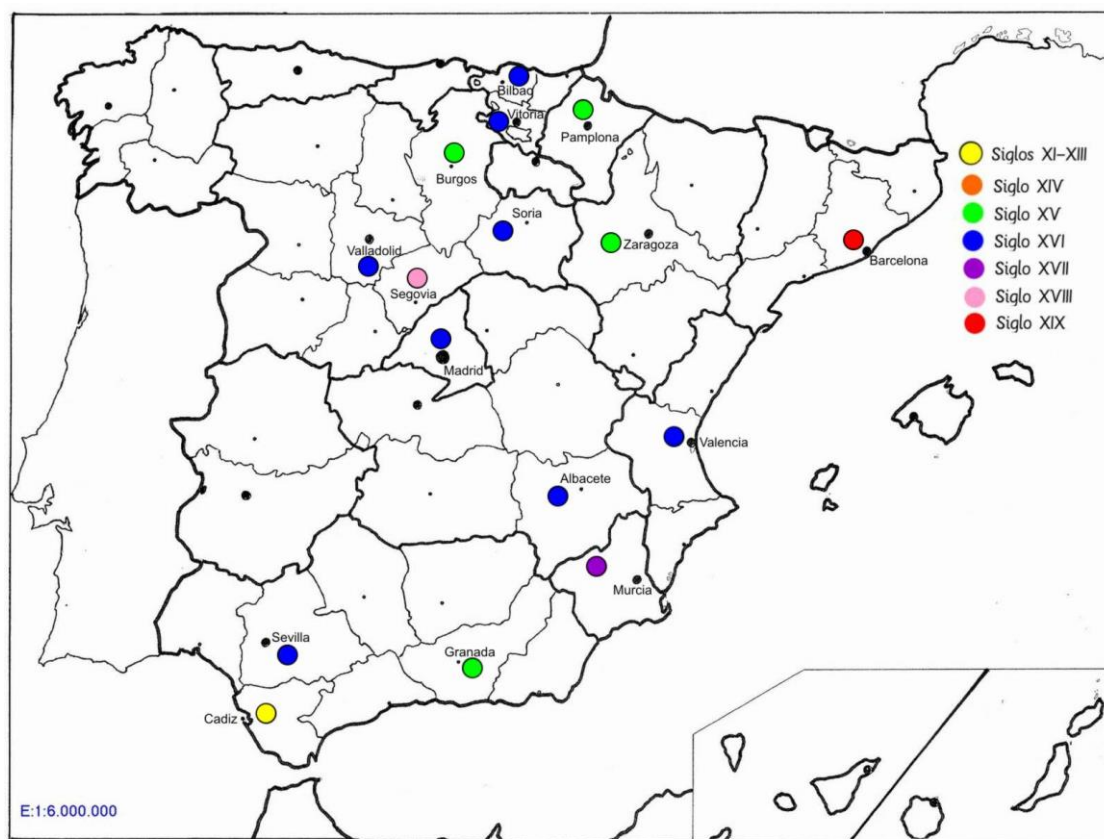 Bilbao
Vitoria
Pamplona
Burgos
Soria
Zaragoza
Valladolid
Barcelona
Segovia
Madrid
Valencia
Albacete
Murcia
Sevilla
Granada
Cadiz
Siglos XI-XIII
Siglo XIV
Siglo XV
Siglo XVI
Siglo XVII
Siglo XVIII
Siglo XIX
E:1:6.000.000